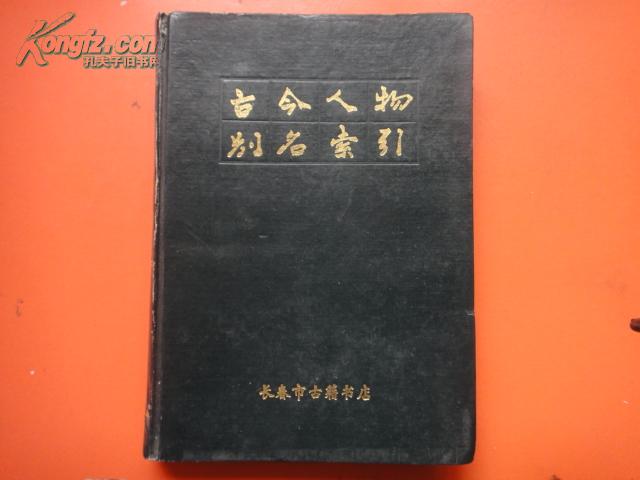 Kongfz.com
孔夫子旧书网
古今人物
别名索引
长春市古籍书店